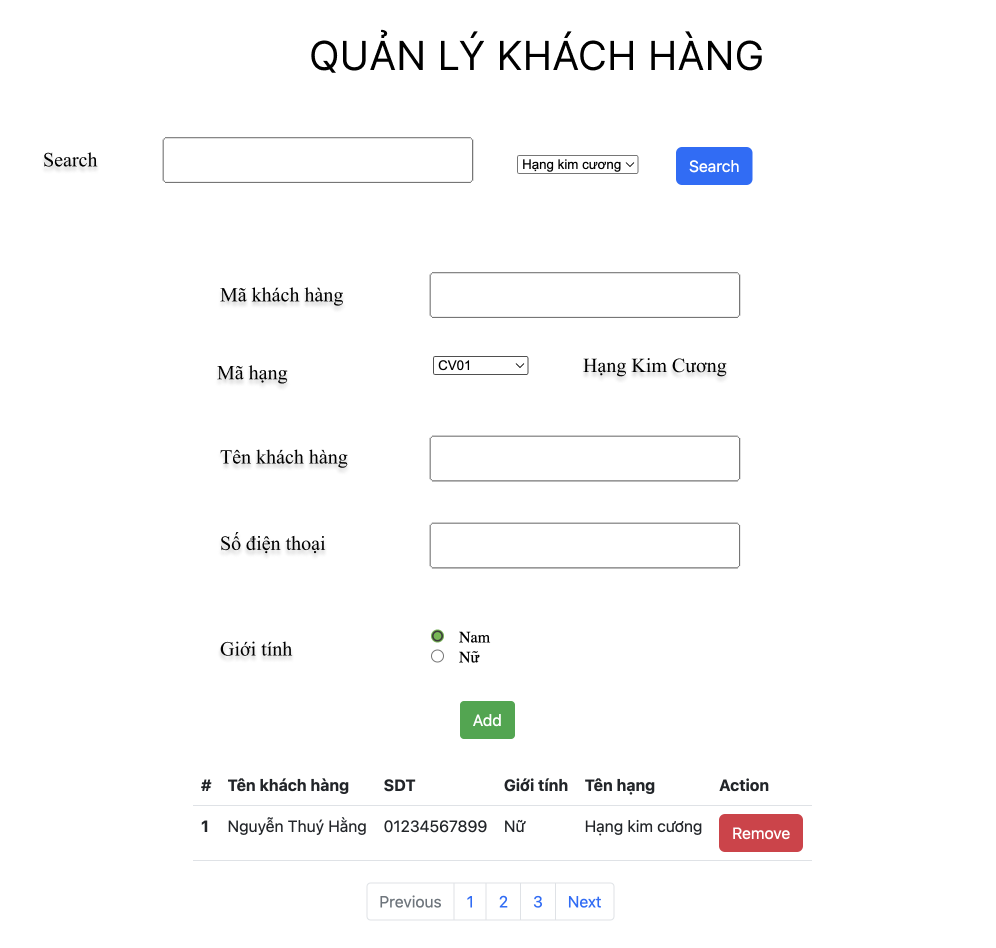 QUẢN LÝ KHÁCH HÀNG
Search Hạng kim cương Search
Mã khách hàng
Mã hạng CV01 Hạng Kim Cương
Tên khách hàng
Số điện thoại
Giới tính Nam
Nữ
Add
# Tên khách hàng SDT Giới tính Tên hạng Action
1 Nguyễn Thuý Hằng 01234567899 Nữ Hạng kim cương Remove
Previous 1 2 3 Next